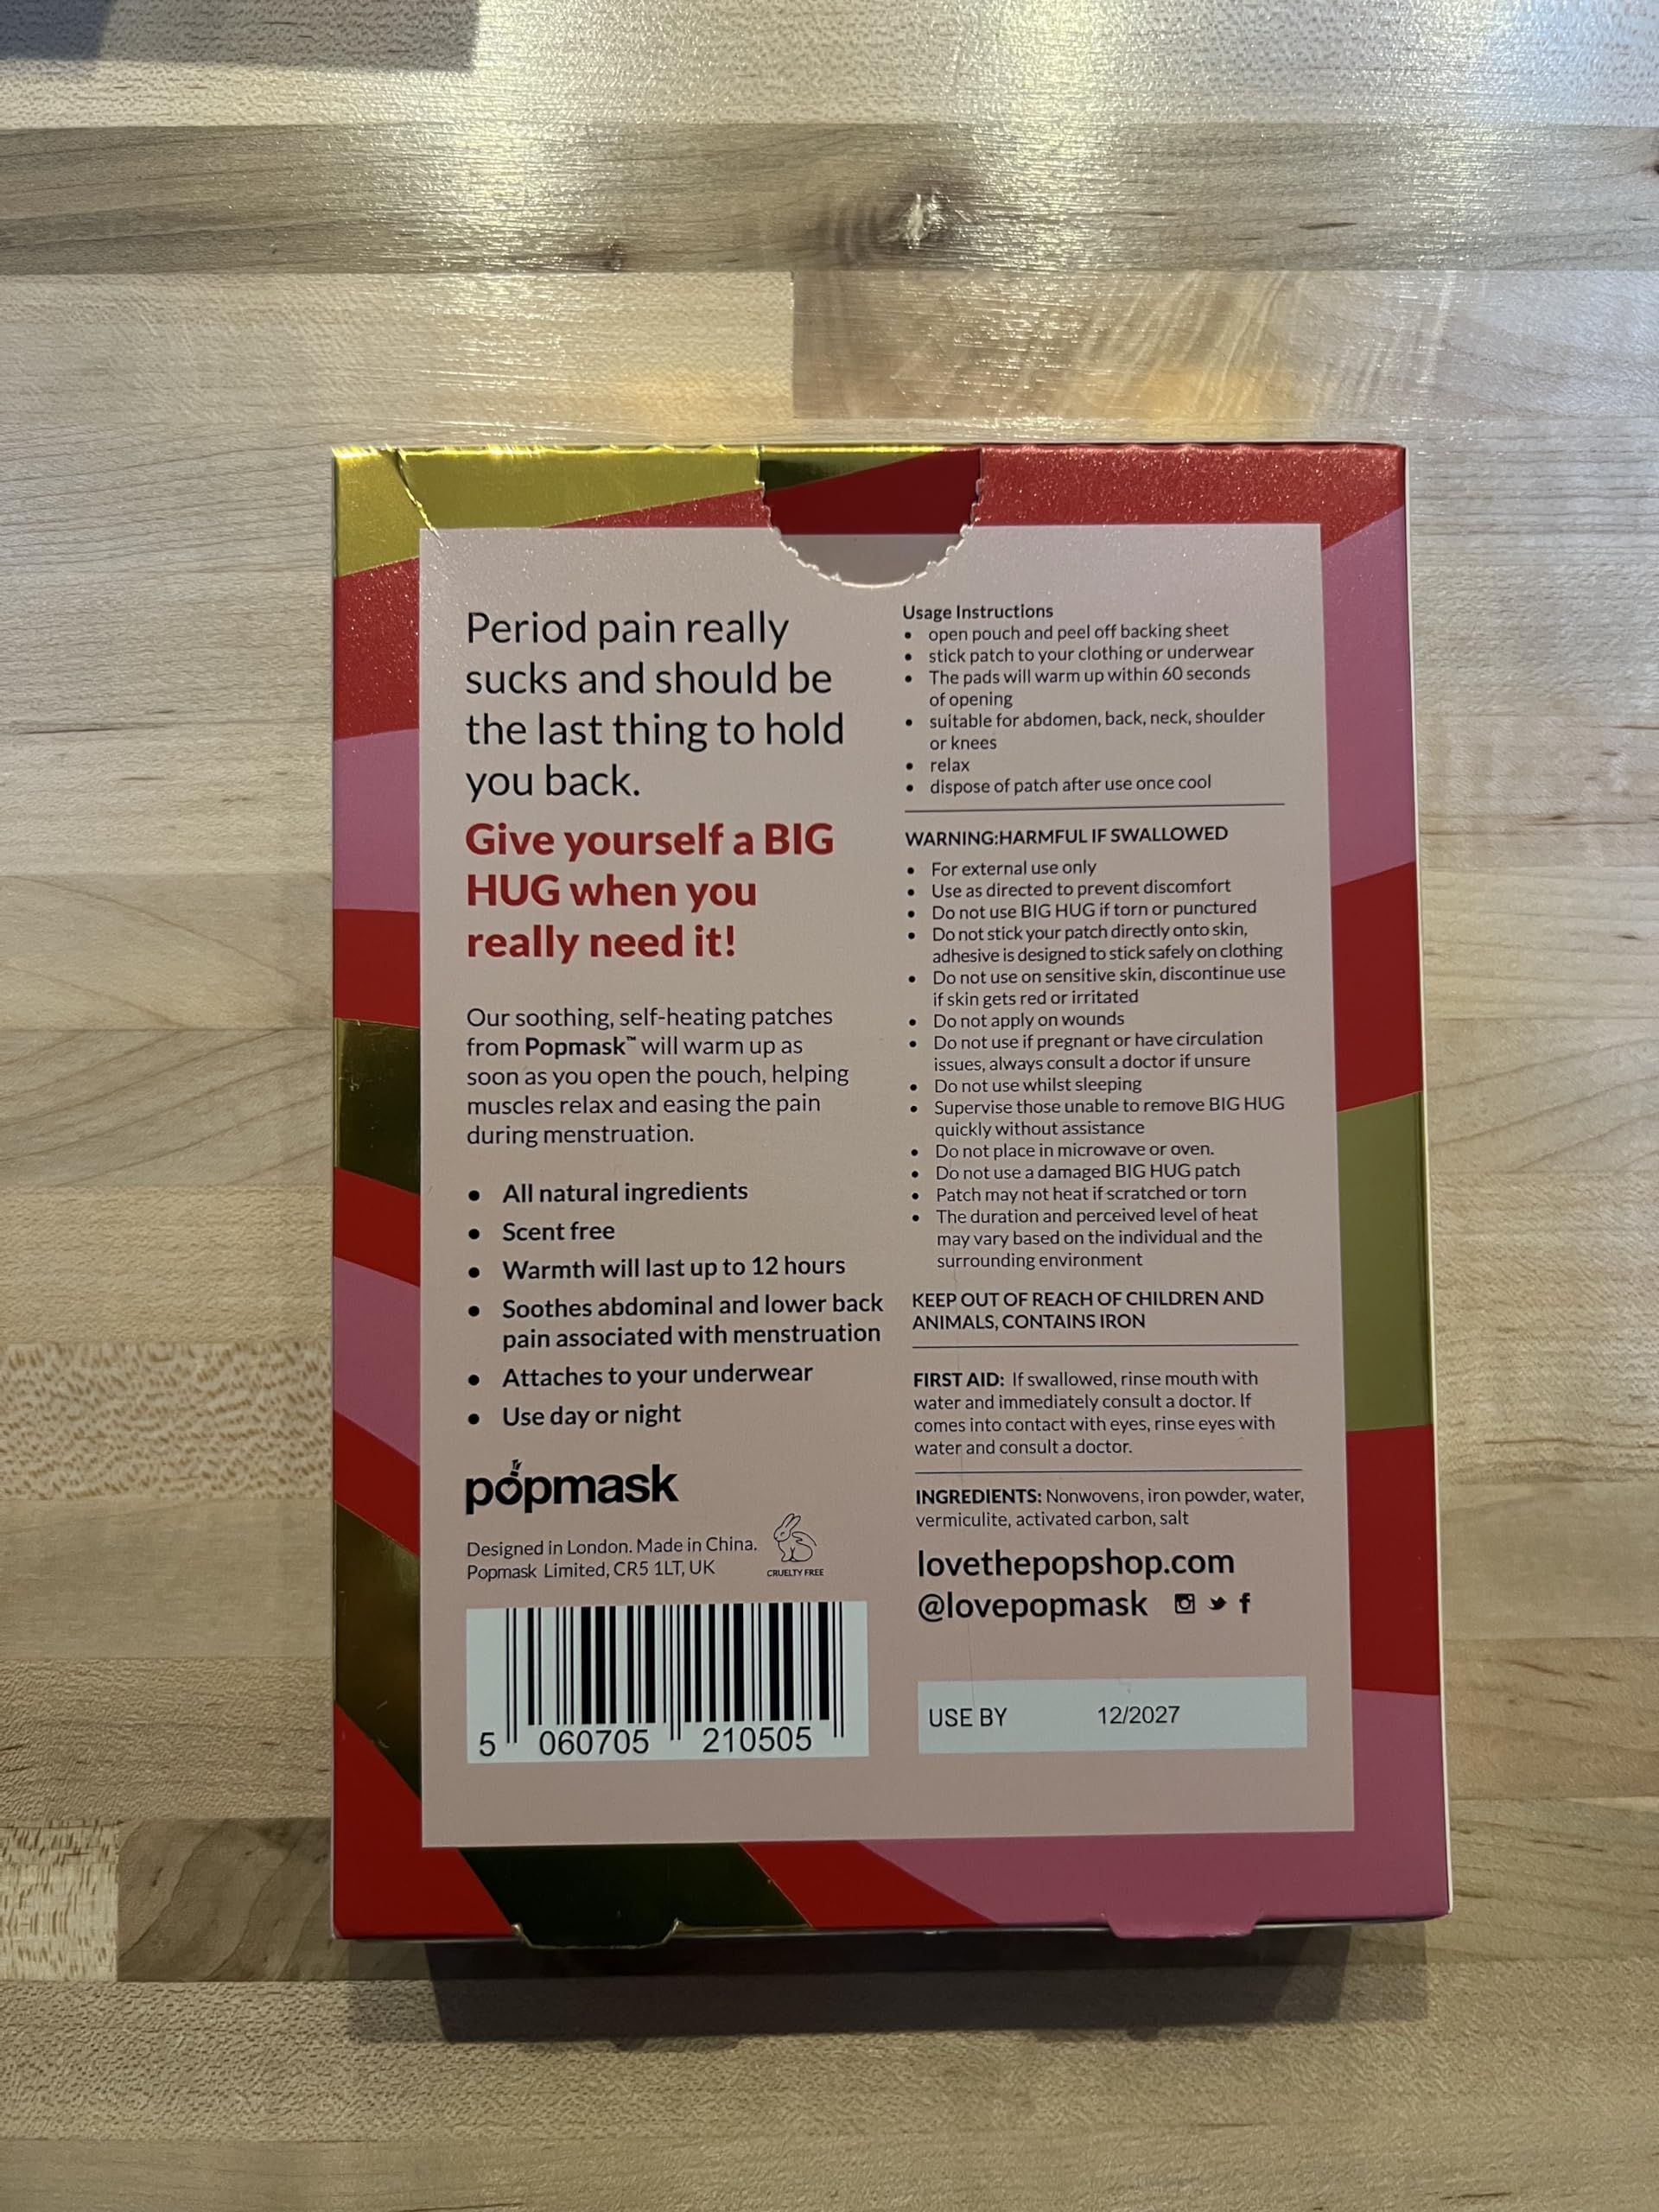 Period pain really
sucks and should be
the last thing to hold
you back.
Give yourself a BIG
HUG when you
really need it!
Our soothing, self-heating patches
from Popmask™ will warm up as
soon as you open the pouch, helping
muscles relax and easing the pain
during menstruation.
• All natural ingredients
• Scent free
• Warmth will last up to 12 hours
• Soothes abdominal and lower back
pain associated with menstruation
• Attaches to your underwear
• Use day or night
popmask
Designed in London. Made in China.
Popmask Limited, CR5 1LT, UK
CRUELTY FREE
5 060705 210505
Usage Instructions
• open pouch and peel off backing sheet
• stick patch to your clothing or underwear
• The pads will warm up within 60 seconds
of opening
• suitable for abdomen, back, neck, shoulder
or knees
• relax
• dispose of patch after use once cool
WARNING:HARMFUL IF SWALLOWED
• For external use only
• Use as directed to prevent discomfort
• Do not use BIG HUG if torn or punctured
• Do not stick your patch directly onto skin,
adhesive is designed to stick safely on clothing
• Do not use on sensitive skin, discontinue use
if skin gets red or irritated
• Do not apply on wounds
• Do not use if pregnant or have circulation
issues, always consult a doctor if unsure
• Do not use whilst sleeping
• Supervise those unable to remove BIG HUG
quickly without assistance
• Do not place in microwave or oven.
• Do not use a damaged BIG HUG patch
• Patch may not heat if scratched or torn
• The duration and perceived level of heat
may vary based on the individual and the
surrounding environment
KEEP OUT OF REACH OF CHILDREN AND
ANIMALS, CONTAINS IRON
FIRST AID: If swallowed, rinse mouth with
water and immediately consult a doctor. If
comes into contact with eyes, rinse eyes with
water and consult a doctor.
INGREDIENTS: Nonwovens, iron powder, water,
vermiculite, activated carbon, salt
lovethepopshop.com
@lovepopmask
USE BY 12/2027